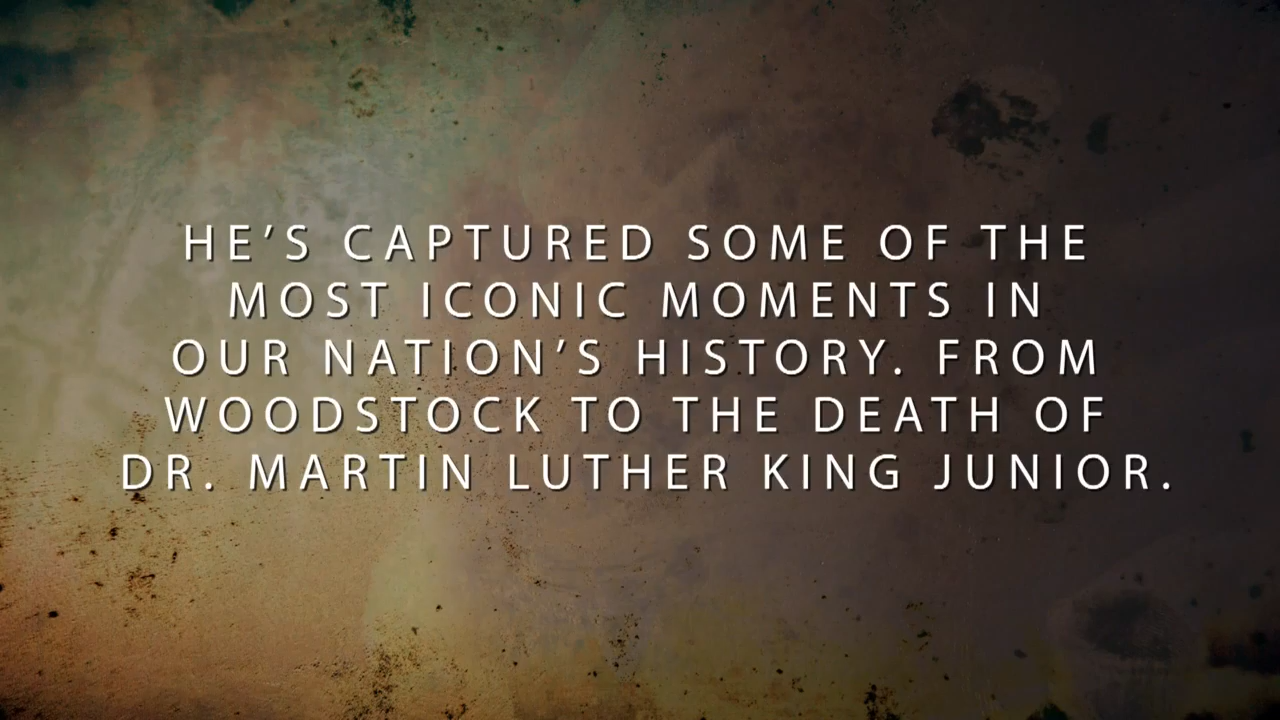 HE’S CAPTURED SOME OF THE
MOST ICONIC MOMENTS IN
OUR NATION’S HISTORY. FROM
WOODSTOCK TO THE DEATH OF
DR. MARTIN LUTHER KING JUNIOR.